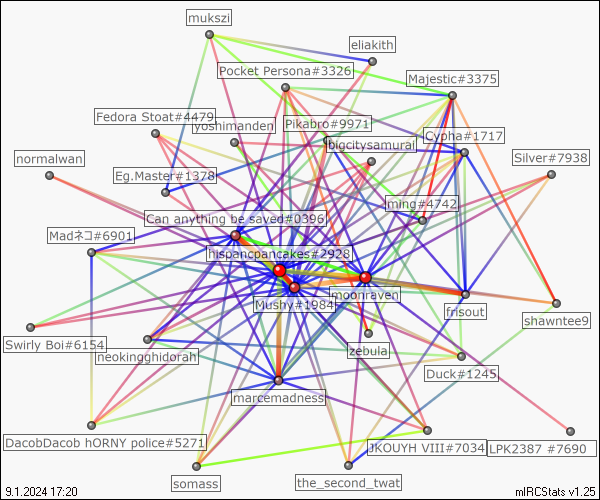 mukszi
eliakith
Pocket Persona#3326
Majestic#3375
Fedora Stoat#4479
yoshimanden
Pikabro#9971
Cypha#1717
bigcitysamurai
normalwan
Silver#7938
Eg.Master#1378
ming#4742
Can anything be saved#0396
Madネコ#6901
hispancpancakes#2928
moonraven
Mushy#1984
frisout
shawntee9
Swirly Boi#6154
neokingghidorah
zebula
Duck#1245
marcemadness
DacobDacob hORNY police#5271
JKOUYH VIII#7034
LPK2387 #7690
somass
the_second_twat
9.1.2024 17:20
mIRCStats v1.25